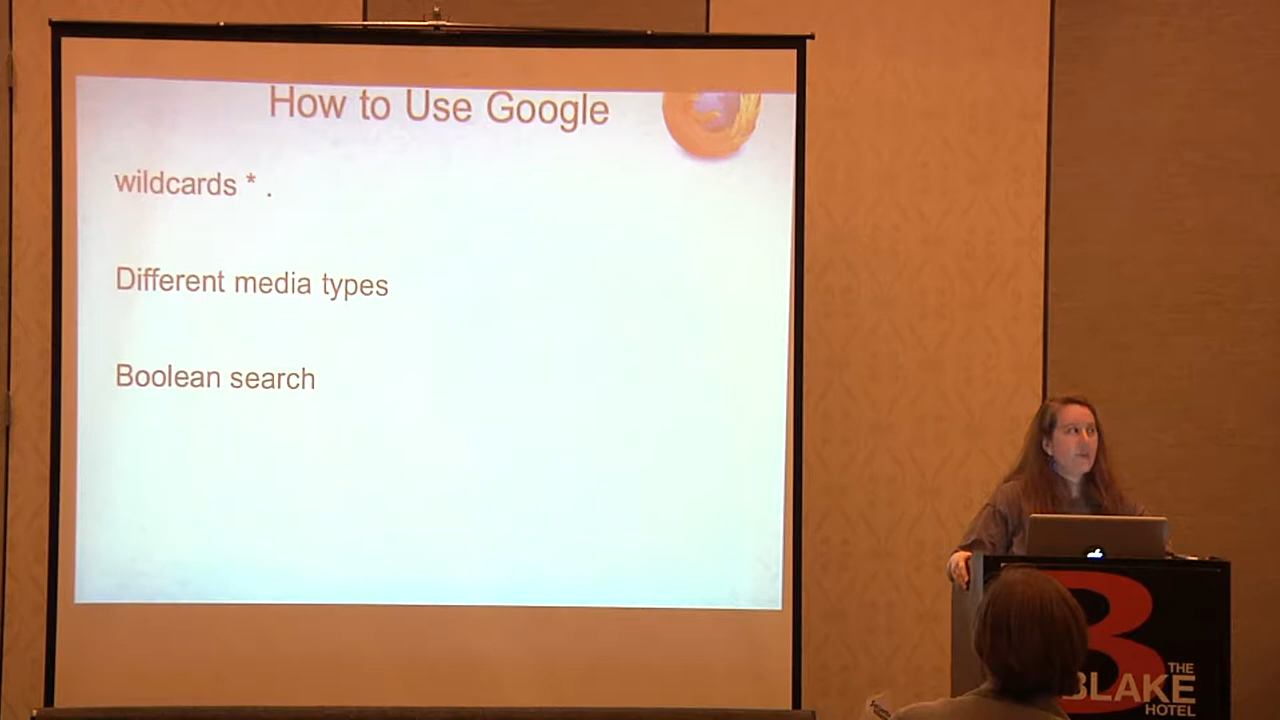 How to Use Google
wildcards * .
Different media types
Boolean search
THE
BLAKE
HOTEL